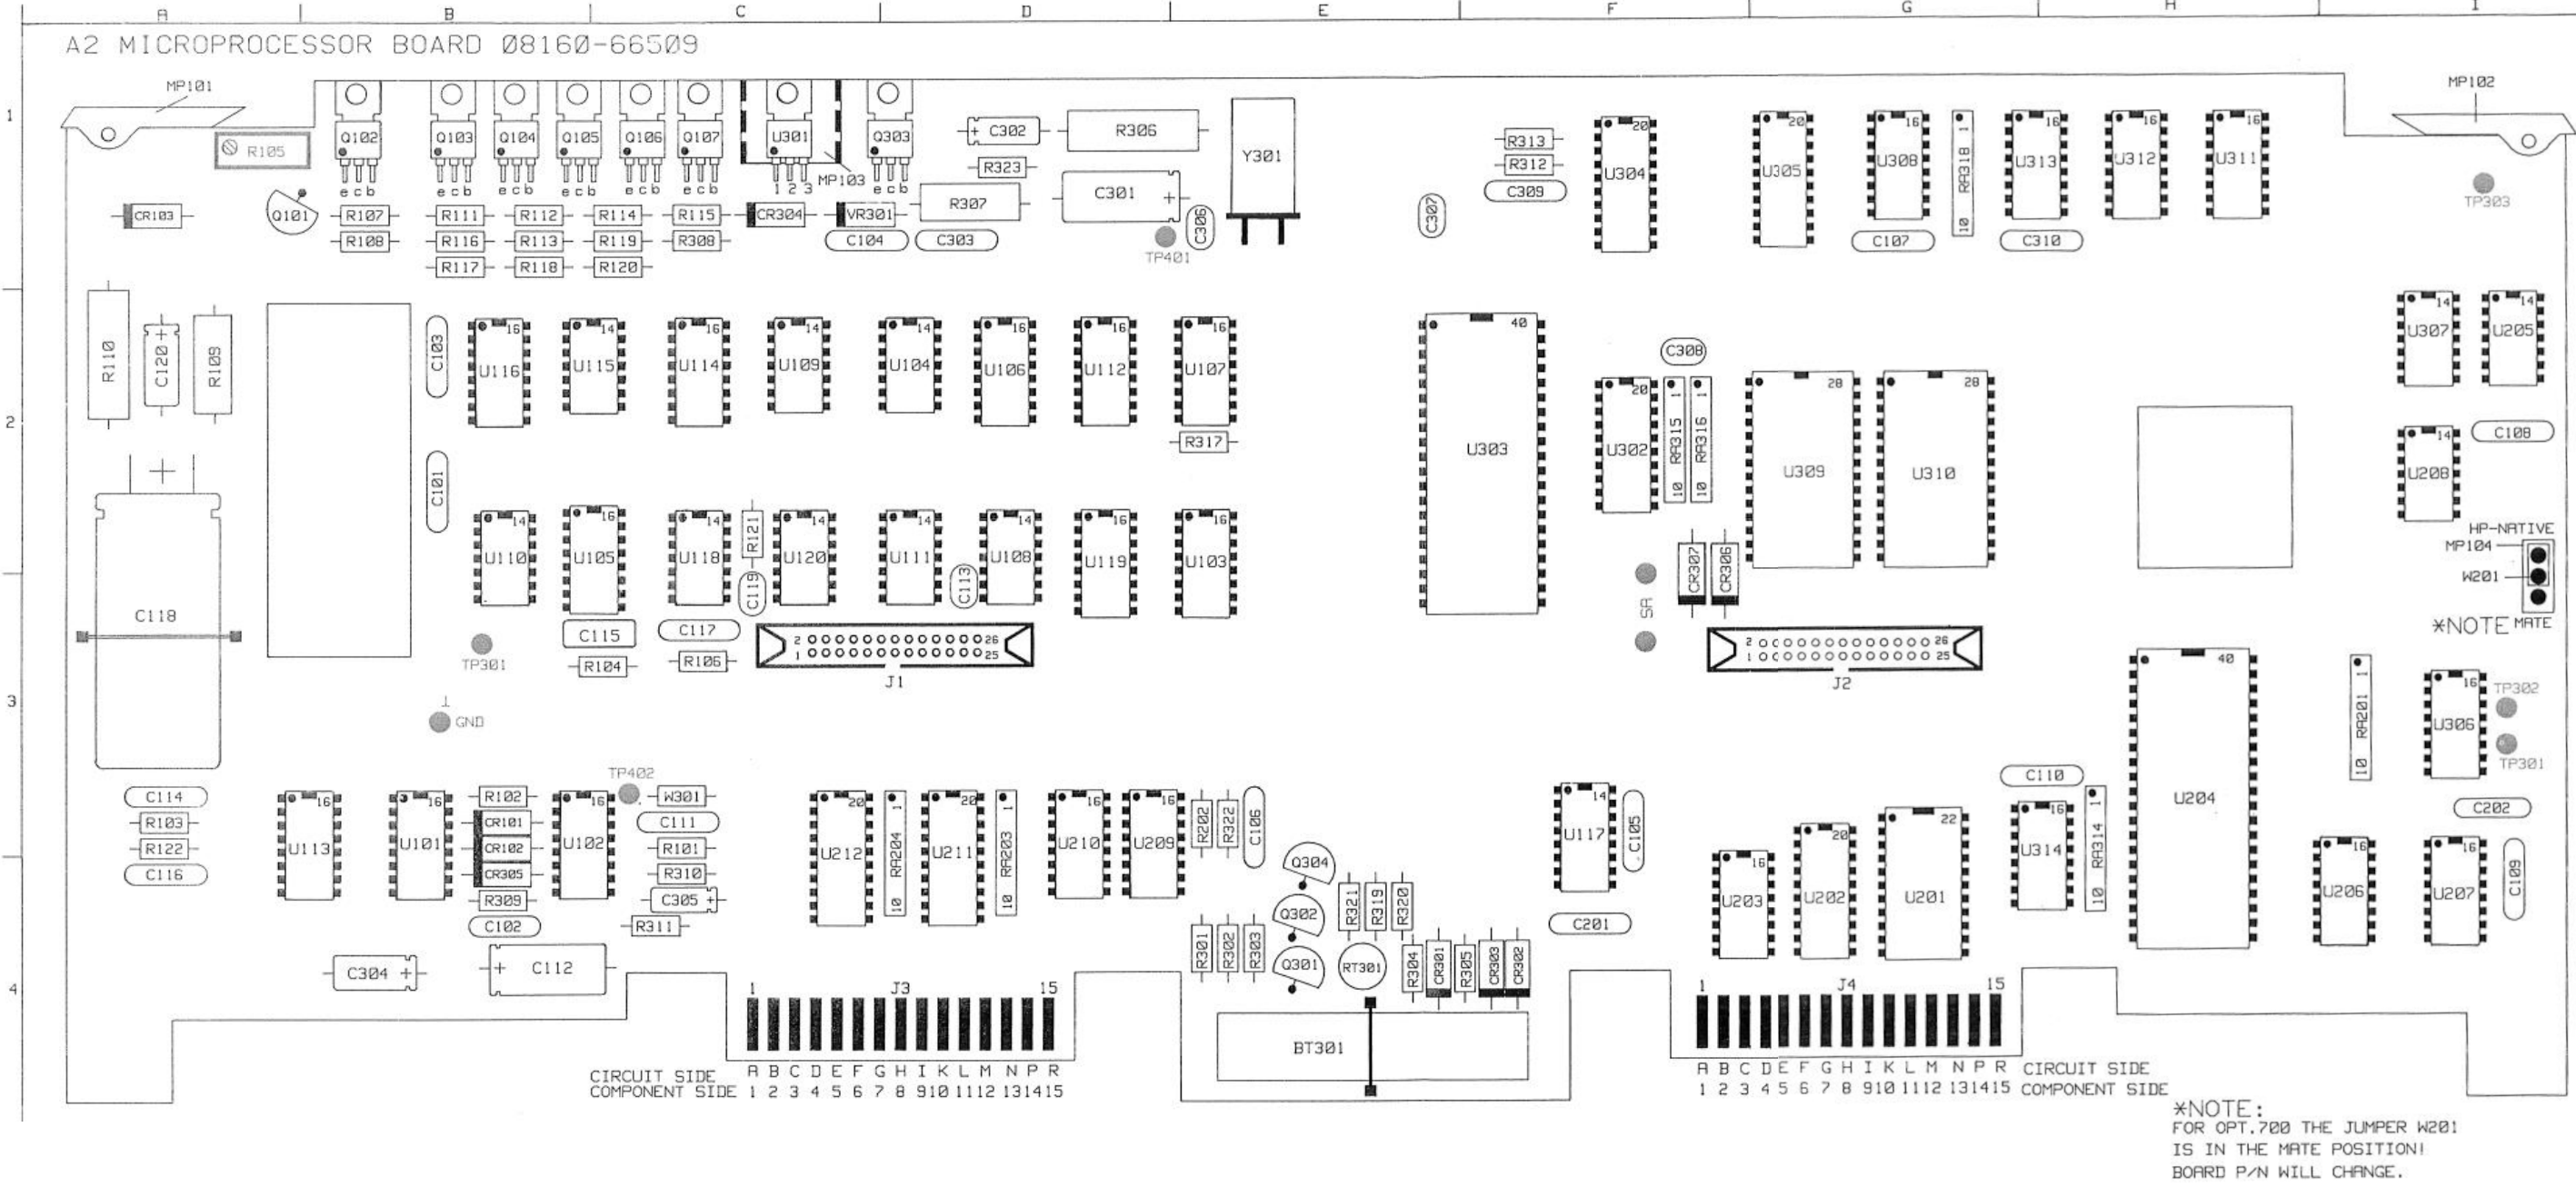 A B C D E F G H I
A2 MICROPROCESSOR BOARD 08160-66509
MP101
MP102
1
Q102 Q103 Q104 Q105 Q106 Q107 U301 Q303
+ C302
R306
Y301
R313
20
20
16
RA318 1
16
16
16
R105
MP103
R323
R312
U304
U305
U308
U313
U312
U311
e c b e c b e c b e c b e c b e c b 1 2 3 e c b
C301 +
C309
CR103
Q101
R107 R111 R112 R114 R115 CR304 VR301
R307
C306
C307
10
TP303
R108 R116 R113 R119 R308 C104 C303
TP401
C107
C310
R117 R118 R120
R110
C120 +
R109
C103
16 14 16 14 14 16 16 16
U116 U115 U114 U109 U104 U106 U112 U107
40
C308
14
U307
14
U205
2
R317
U303
20
U302
10 RA315 1
10 RA316 1
28
U309
28
U310
C108
14
U208
+
C101
14 16 14 14 14 14 16 16
U110 U105 U118 R121 U120 U111 U108 U119 U103
C119
C113
CR307
CR306
HP-NATIVE
MP104
W201
*NOTE MATE
C118
SA
C115 C117
2 26
1 25
J1
2 26
1 25
J2
TP301
R104 R106
3
⊥
GND
40
U204
10 RA201 1
16
U306
TP302
TP301
TP402
C114
R103
R122
C116
16
U113
16
U101
R102
CR101
CR102
CR305
R309
C102
16
U102
W301
C111
R101
R310
C305 +
R311
20
U212
10 RA204 1
20
U211
10 RA203 1
16
U210
16
U209
R202
R322
C106
Q304
Q302
Q301
R321
R319
R320
R301
R302
R303
RT301
R304
CR301
R305
CR303
CR302
14
U117
C105
C201
16
U203
20
U202
22
U201
C110
16
U314
10 RA314 1
C202
16
U206
16
U207
C109
4
C304 +
+ C112
1 J3 15
BT301
1 J4 15
CIRCUIT SIDE A B C D E F G H I K L M N P R
COMPONENT SIDE 1 2 3 4 5 6 7 8 9 10 11 12 13 14 15
A B C D E F G H I K L M N P R CIRCUIT SIDE
1 2 3 4 5 6 7 8 9 10 11 12 13 14 15 COMPONENT SIDE
*NOTE:
FOR OPT.700 THE JUMPER W201
IS IN THE MATE POSITION!
BOARD P/N WILL CHANGE.